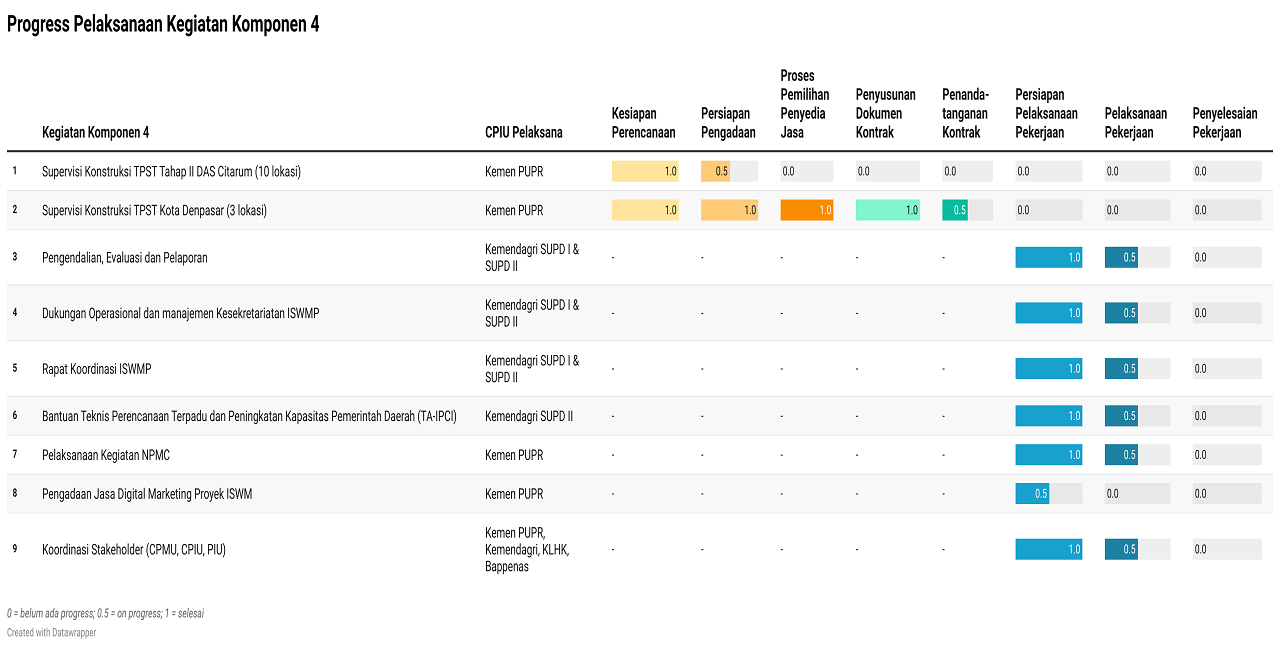 Progress Pelaksanaan Kegiatan Komponen 4
Kegiatan Komponen 4 CPIU Pelaksana Kesiapan Perencanaan Persiapan Pengadaan Proses Pemilihan Penyedia Jasa Penyusunan Dokumen Kontrak Penanda-tanganan Kontrak Persiapan Pelaksanaan Pekerjaan Pelaksanaan Pekerjaan Penyelesaian Pekerjaan
1 Supervisi Konstruksi TPST Tahap II DAS Citarum (10 lokasi) Kemen PUPR 1.0 0.5 0.0 0.0 0.0 0.0 0.0 0.0
2 Supervisi Konstruksi TPST Kota Denpasar (3 lokasi) Kemen PUPR 1.0 1.0 1.0 1.0 0.5 0.0 0.0 0.0
3 Pengendalian, Evaluasi dan Pelaporan Kemendagri SUPD I & SUPD II - - - - - 1.0 0.5 0.0
4 Dukungan Operasional dan manajemen Kesekretariatan ISWMP Kemendagri SUPD I & SUPD II - - - - - 1.0 0.5 0.0
5 Rapat Koordinasi ISWMP Kemendagri SUPD I & SUPD II - - - - - 1.0 0.5 0.0
6 Bantuan Teknis Perencanaan Terpadu dan Peningkatan Kapasitas Pemerintah Daerah (TA-IPCI) Kemendagri SUPD II - - - - - 1.0 0.5 0.0
7 Pelaksanaan Kegiatan NPMC Kemen PUPR - - - - - 1.0 0.5 0.0
8 Pengadaan Jasa Digital Marketing Proyek ISWM Kemen PUPR - - - - - 0.5 0.0 0.0
9 Koordinasi Stakeholder (CPMU, CPIU, PIU) Kemen PUPR, Kemendagri, KLHK, Bappenas - - - - - 1.0 0.5 0.0
0 = belum ada progress; 0.5 = on progress; 1 = selesai
Created with Datawrapper